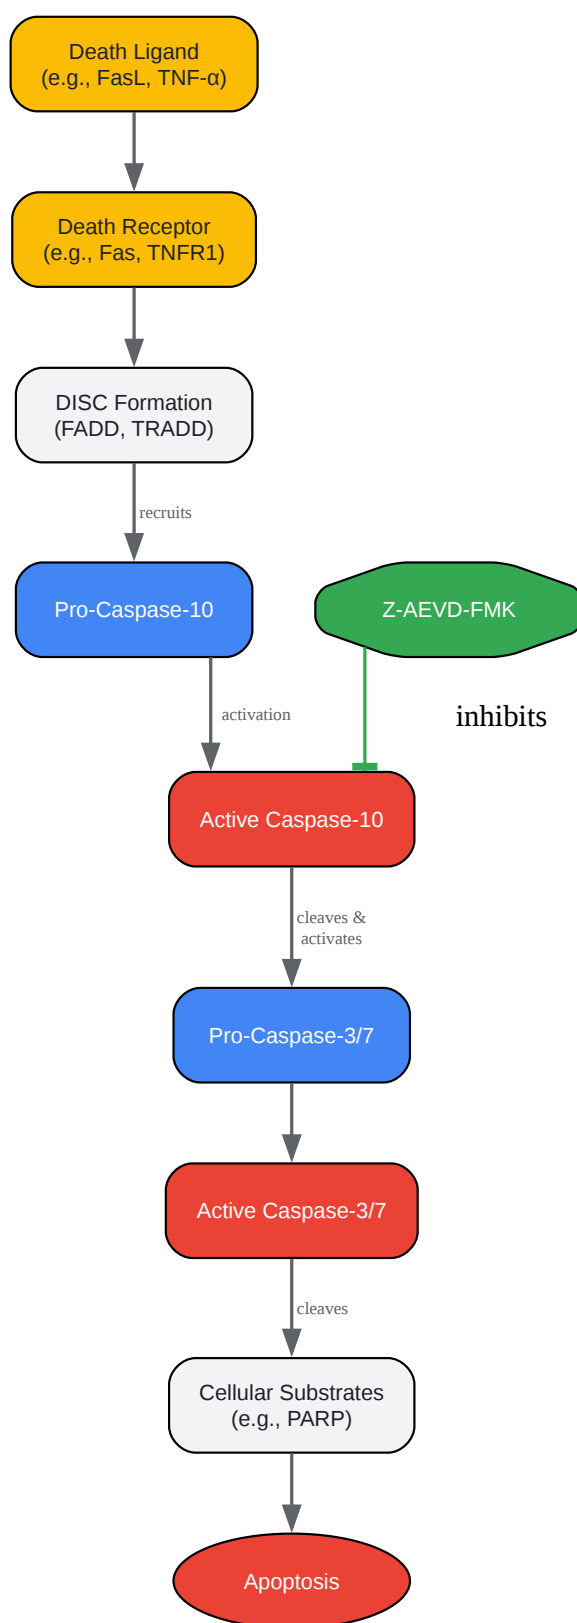 Death Ligand
(e.g., FasL, TNF-α)
Death Receptor
(e.g., Fas, TNFR1)
DISC Formation
(FADD, TRADD)
recruits
Pro-Caspase-10
Z-AEVD-FMK
activation
inhibits
Active Caspase-10
cleaves &
activates
Pro-Caspase-3/7
Active Caspase-3/7
cleaves
Cellular Substrates
(e.g., PARP)
Apoptosis